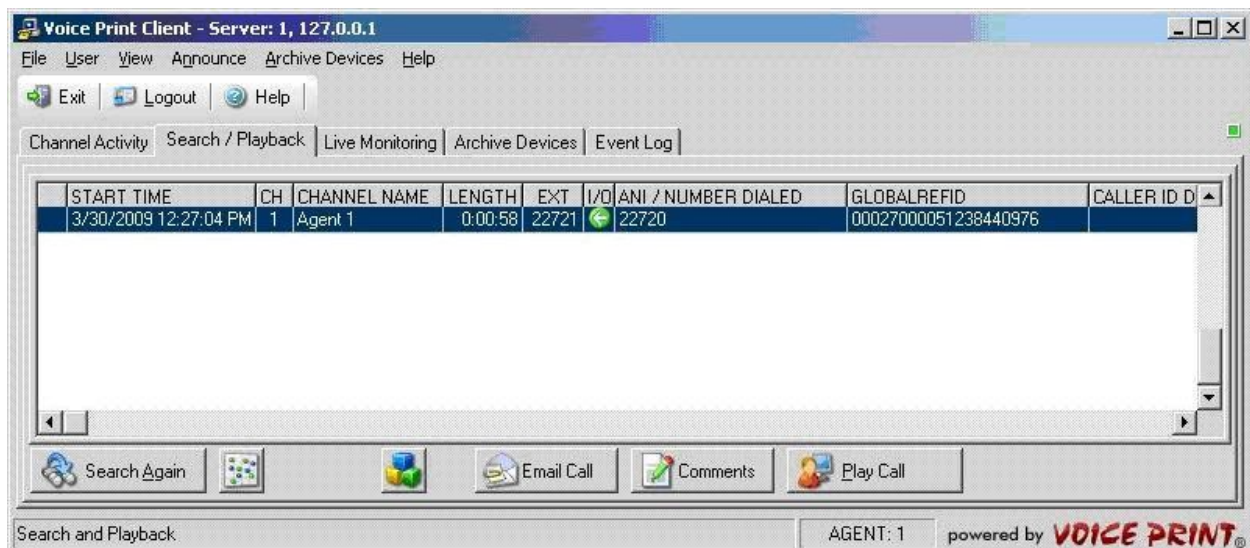 Voice Print Client - Server: 1, 127.0.0.1
File User View Announce Archive Devices Help
Exit Logout Help
Channel Activity Search / Playback Live Monitoring Archive Devices Event Log
START TIME CH CHANNEL NAME LENGTH EXT I/O ANI / NUMBER DIALED GLOBALREFID CALLER ID D
3/30/2009 12:27:04 PM 1 Agent 1 0:00:58 22721 22720 00027000051238440976
Search Again Email Call Comments Play Call
Search and Playback AGENT: 1 powered by VOICE PRINT®